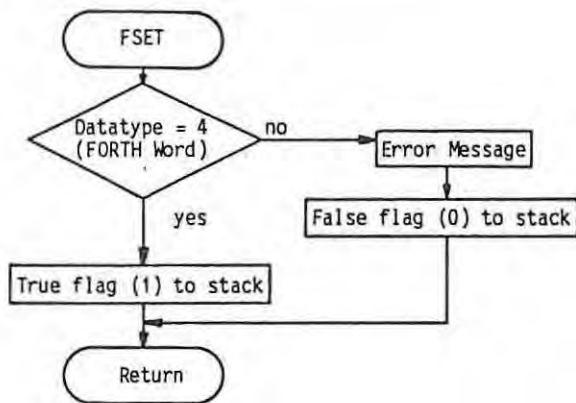 FSET
Datatype = 4
(FORTH Word)
no
Error Message
yes
False flag (0) to stack
True flag (1) to stack
Return